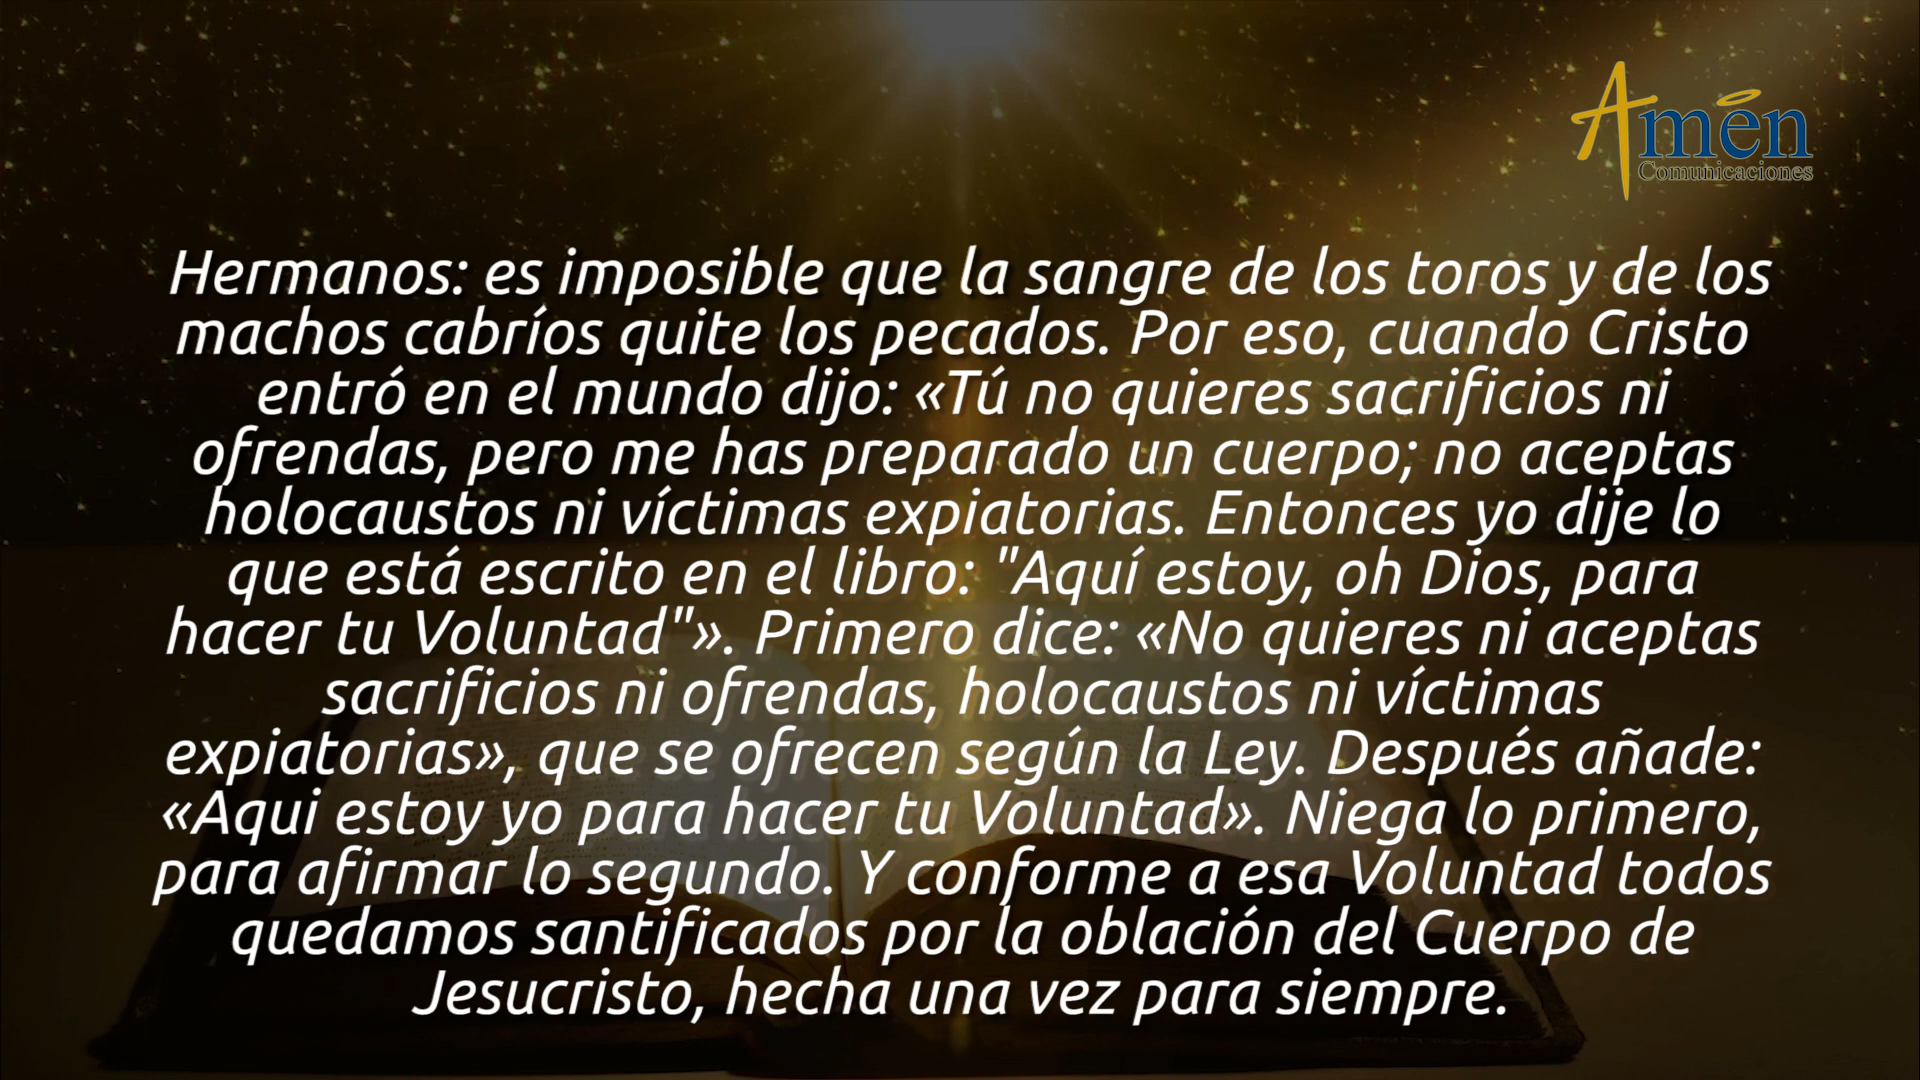 Amén
Comunicaciones
Hermanos: es imposible que la sangre de los toros y de los
machos cabríos quite los pecados. Por eso, cuando Cristo
entró en el mundo dijo: «Tú no quieres sacrificios ni
ofrendas, pero me has preparado un cuerpo; no aceptas
holocaustos ni víctimas expiatorias. Entonces yo dije lo
que está escrito en el libro: "Aquí estoy, oh Dios, para
hacer tu Voluntad"». Primero dice: «No quieres ni aceptas
sacrificios ni ofrendas, holocaustos ni víctimas
expiatorias», que se ofrecen según la Ley. Después añade:
«Aqui estoy yo para hacer tu Voluntad». Niega lo primero,
para afirmar lo segundo. Y conforme a esa Voluntad todos
quedamos santificados por la oblación del Cuerpo de
Jesucristo, hecha una vez para siempre.